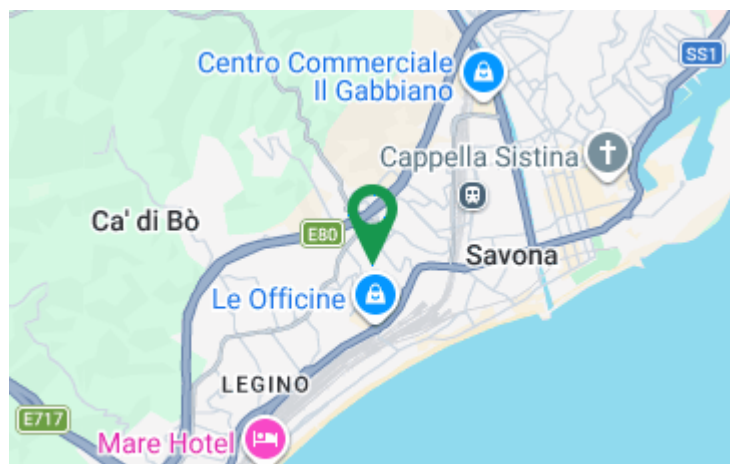 Centro Commerciale
Il Gabbiano
SS1
Cappella Sistina
Ca' di Bò
E80
Savona
Le Officine
LEGINO
E717
Mare Hotel